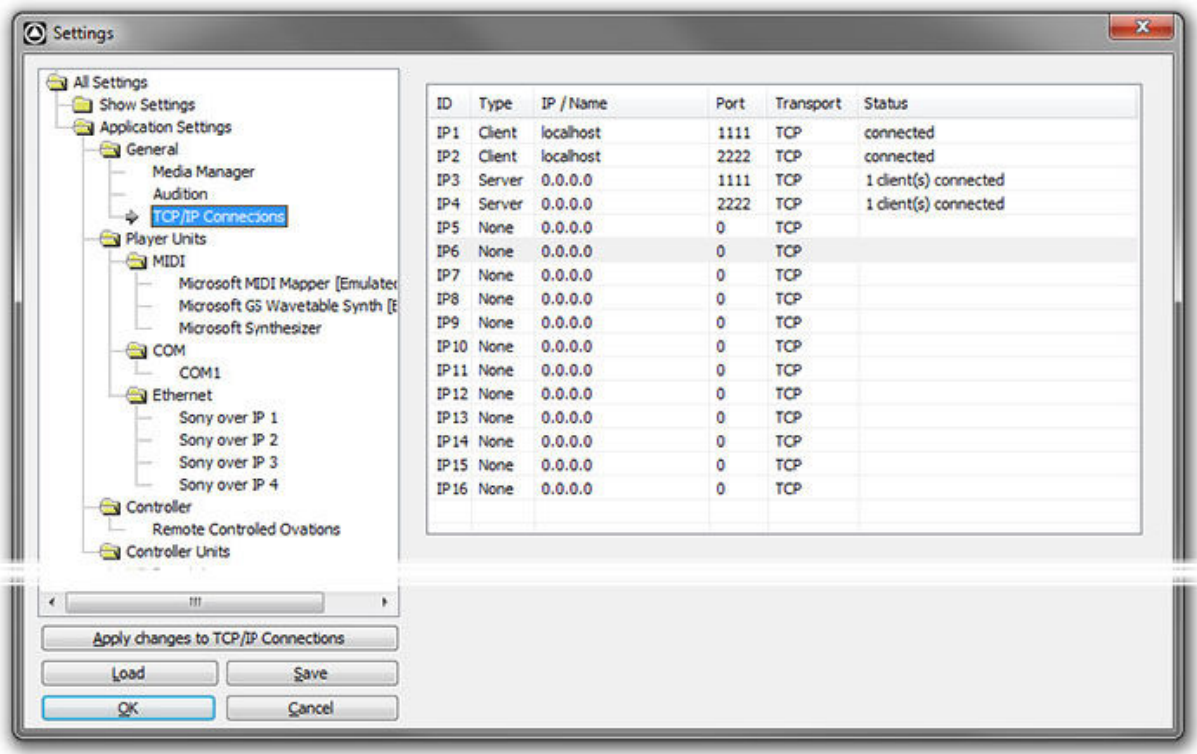 Settings
All Settings
Show Settings
Application Settings
General
Media Manager
Audition
TCP/IP Connections
Player Units
MIDI
Microsoft MIDI Mapper [Emulated
Microsoft GS Wavetable Synth [E
Microsoft Synthesizer
COM
COM1
Ethernet
Sony over IP 1
Sony over IP 2
Sony over IP 3
Sony over IP 4
Controller
Remote Controled Ovations
Controller Units
Apply changes to TCP/IP Connections
Load Save
OK Cancel
ID Type IP / Name Port Transport Status
IP1 Client localhost 1111 TCP connected
IP2 Client localhost 2222 TCP connected
IP3 Server 0.0.0.0 1111 TCP 1 client(s) connected
IP4 Server 0.0.0.0 2222 TCP 1 client(s) connected
IP5 None 0.0.0.0 0 TCP
IP6 None 0.0.0.0 0 TCP
IP7 None 0.0.0.0 0 TCP
IP8 None 0.0.0.0 0 TCP
IP9 None 0.0.0.0 0 TCP
IP10 None 0.0.0.0 0 TCP
IP11 None 0.0.0.0 0 TCP
IP12 None 0.0.0.0 0 TCP
IP13 None 0.0.0.0 0 TCP
IP14 None 0.0.0.0 0 TCP
IP15 None 0.0.0.0 0 TCP
IP16 None 0.0.0.0 0 TCP